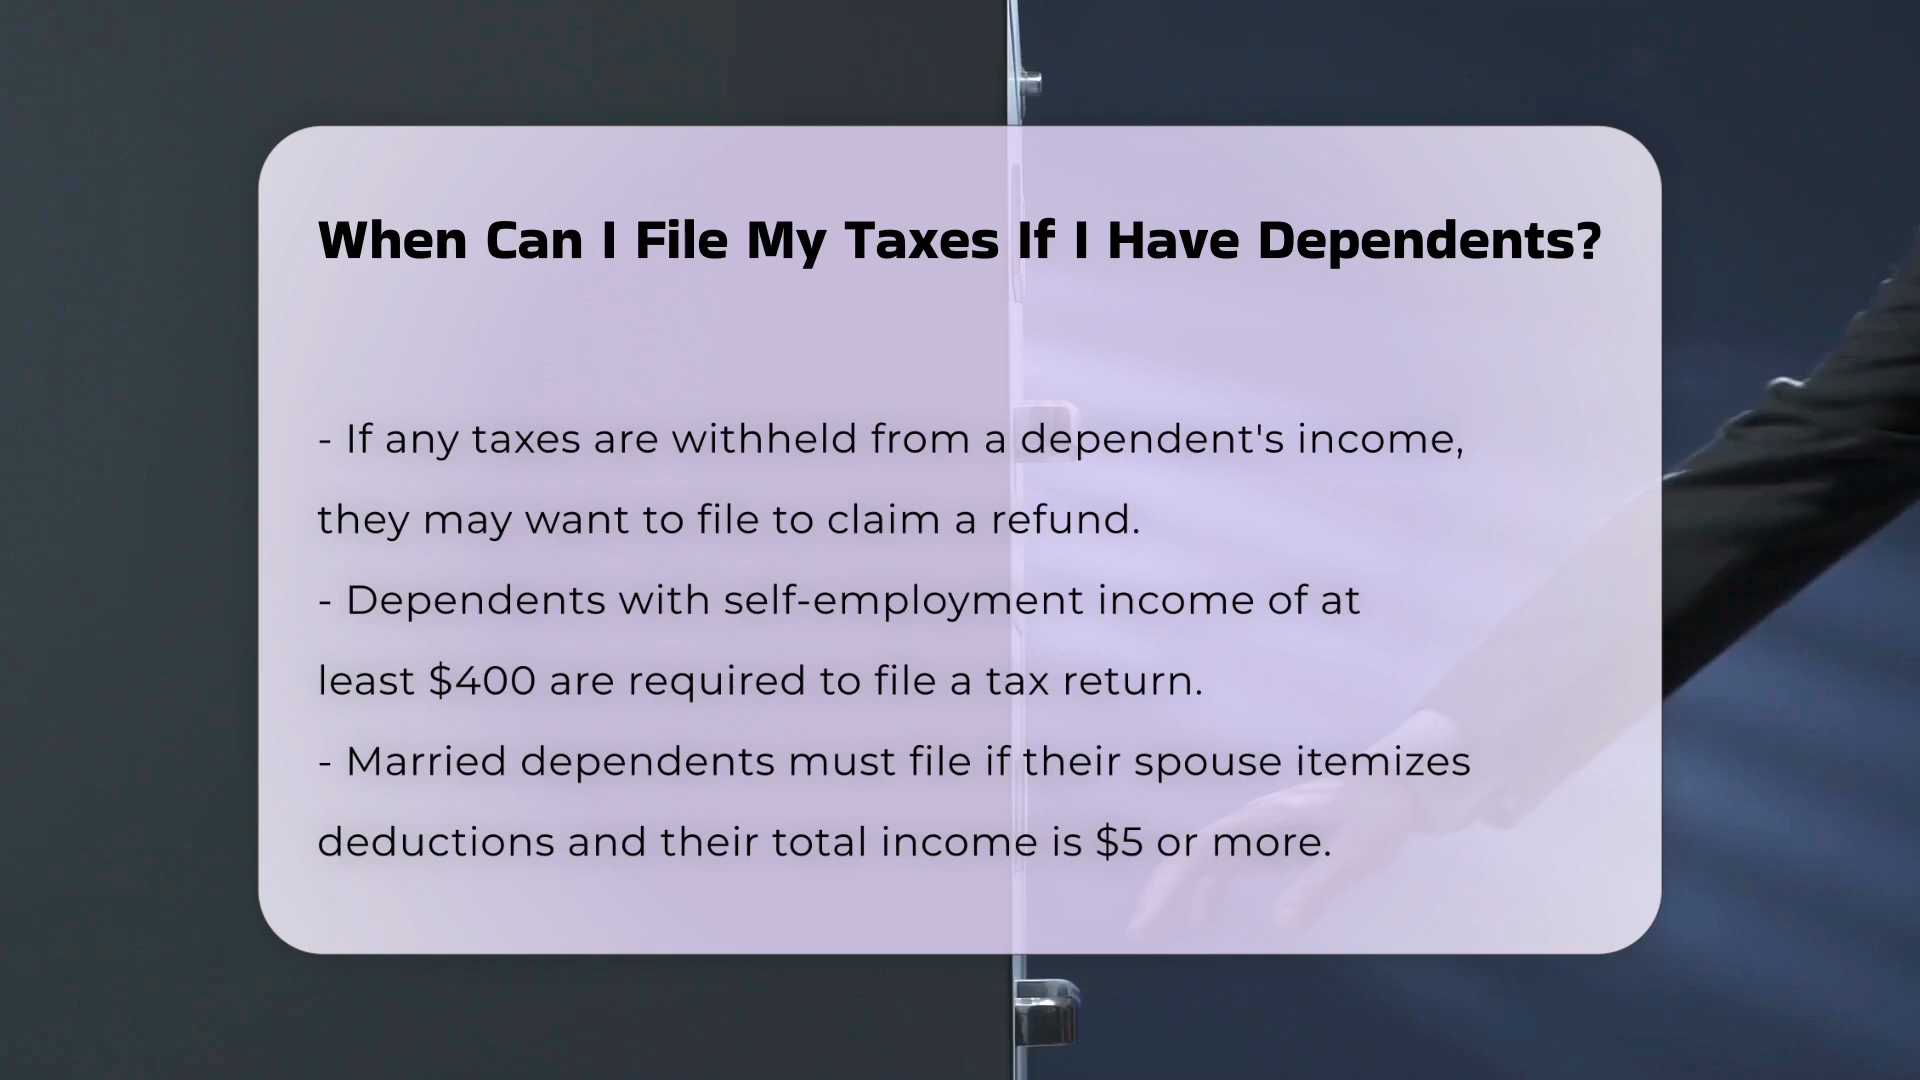 When Can I File My Taxes If I Have Dependents?
- If any taxes are withheld from a dependent's income,
they may want to file to claim a refund.
- Dependents with self-employment income of at
least $400 are required to file a tax return.
- Married dependents must file if their spouse itemizes
deductions and their total income is $5 or more.